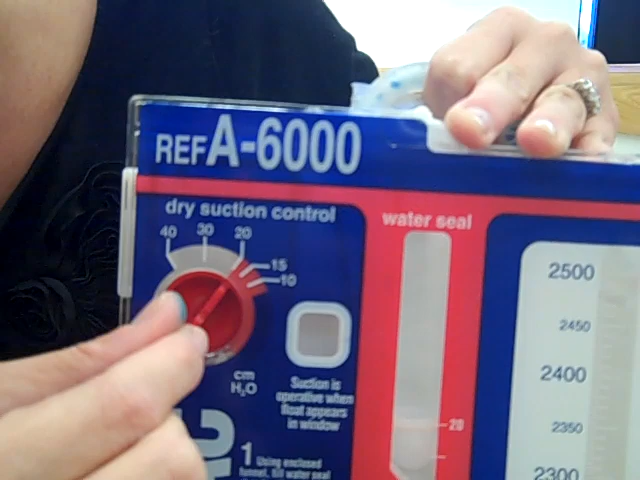 REF A-6000
dry suction control
40 30 20
15
10
cm
H2O
Suction is
operative when
float appears
in window
1 Using enclosed
funnel, fill water seal
water seal
20
2500
2450
2400
2350
2300